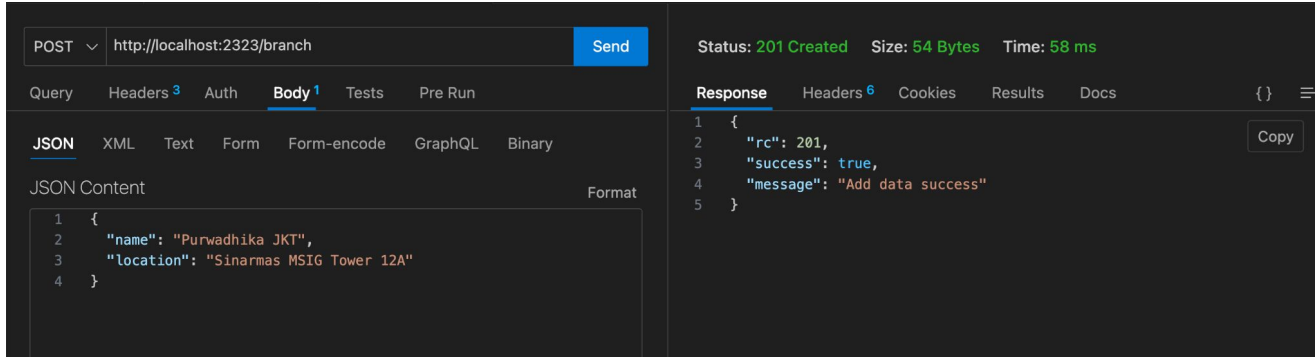 POST http://localhost:2323/branch Send
Query Headers 3 Auth Body 1 Tests Pre Run
JSON XML Text Form Form-encode GraphQL Binary
JSON Content Format
1 {
2 "name": "Purwadhika JKT",
3 "location": "Sinarmas MSIG Tower 12A"
4 }
Status: 201 Created Size: 54 Bytes Time: 58 ms
Response Headers 6 Cookies Results Docs { }
Copy
1 {
2 "rc": 201,
3 "success": true,
4 "message": "Add data success"
5 }